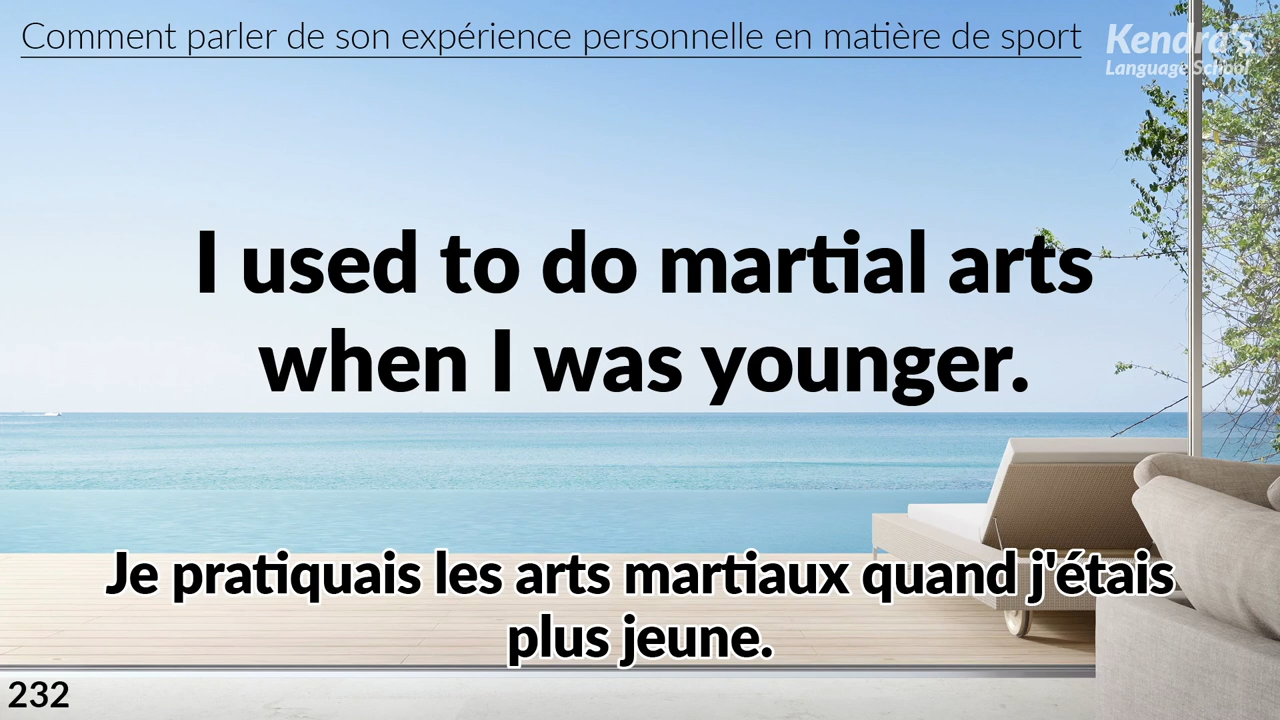 Comment parler de son expérience personnelle en matière de sport
Kendra's
Language School
I used to do martial arts
when I was younger.
Je pratiquais les arts martiaux quand j'étais
plus jeune.
232